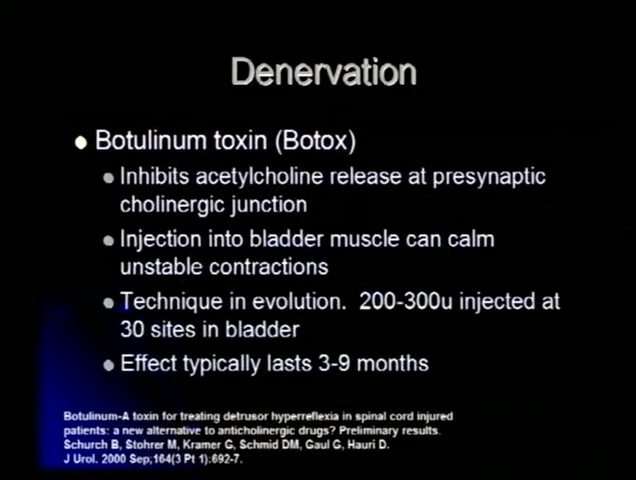 Denervation
Botulinum toxin (Botox)
Inhibits acetylcholine release at presynaptic
cholinergic junction
Injection into bladder muscle can calm
unstable contractions
Technique in evolution. 200-300u injected at
30 sites in bladder
Effect typically lasts 3-9 months
Botulinum-A toxin for treating detrusor hyperreflexia in spinal cord injured
patients: a new alternative to anticholinergic drugs? Preliminary results.
Schurch B, Stohrer M, Kramer G, Schmid DM, Gaul G, Hauri D.
J Urol. 2000 Sep;164(3 Pt 1):692-7.